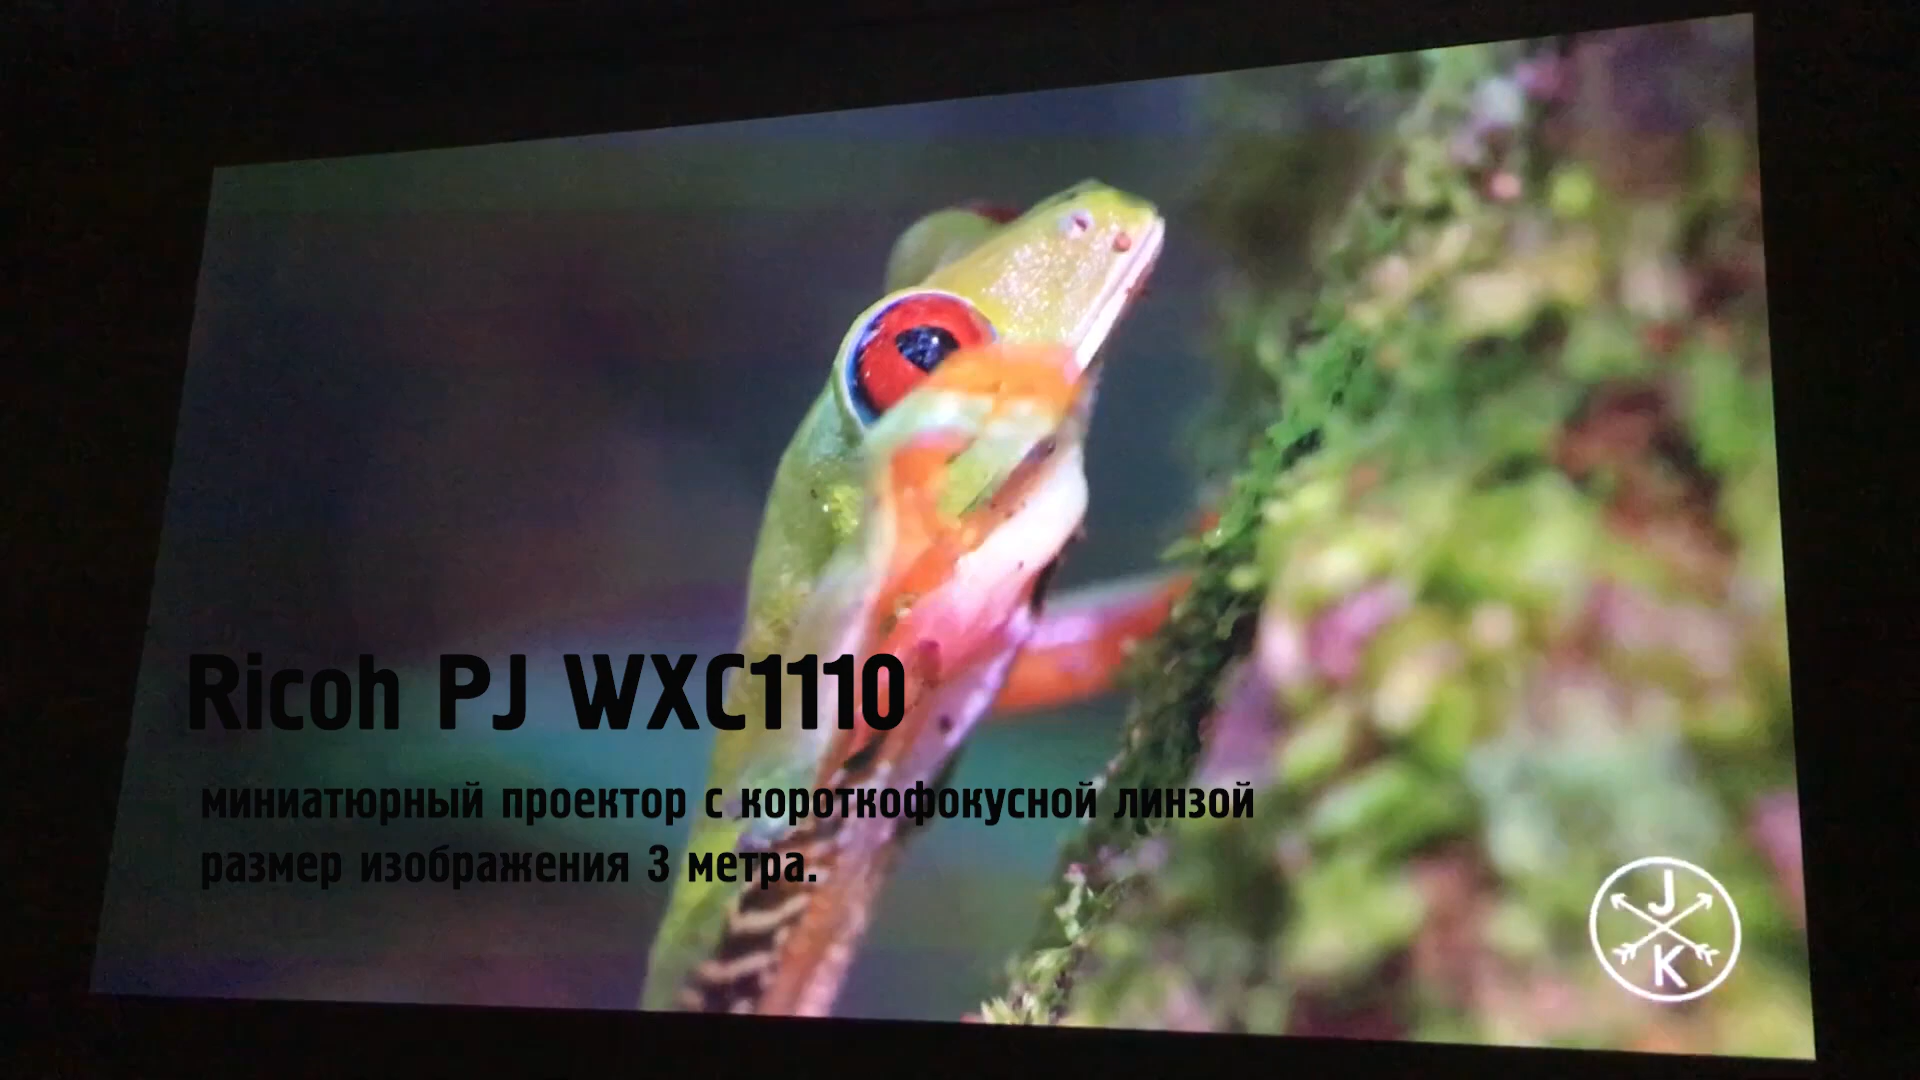 Ricoh PJ WXC1110
миниатюрный проектор с короткофокусной линзой
размер изображения 3 метра.
J
K